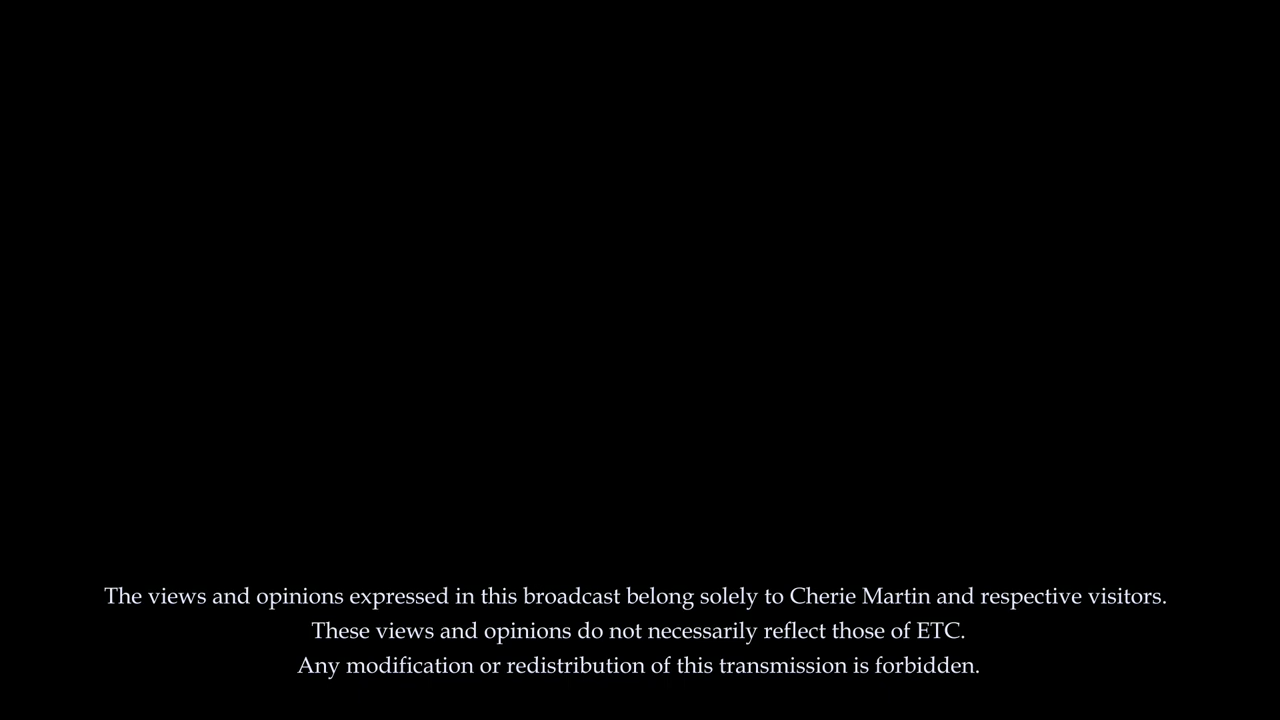 The views and opinions expressed in this broadcast belong solely to Cherie Martin and respective visitors.
These views and opinions do not necessarily reflect those of ETC.
Any modification or redistribution of this transmission is forbidden.